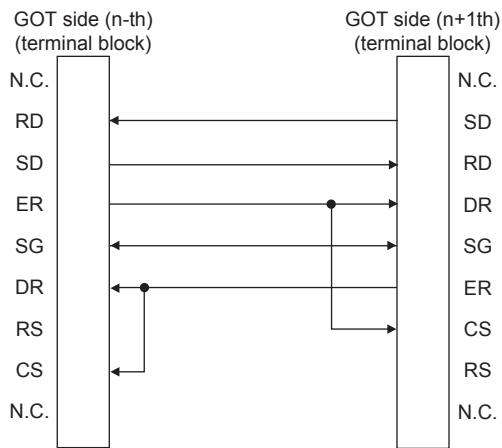 GOT side (n-th)
(terminal block)
GOT side (n+1th)
(terminal block)
N.C.
N.C.
RD
SD
SD
RD
ER
DR
SG
SG
DR
ER
RS
CS
CS
RS
N.C.
N.C.